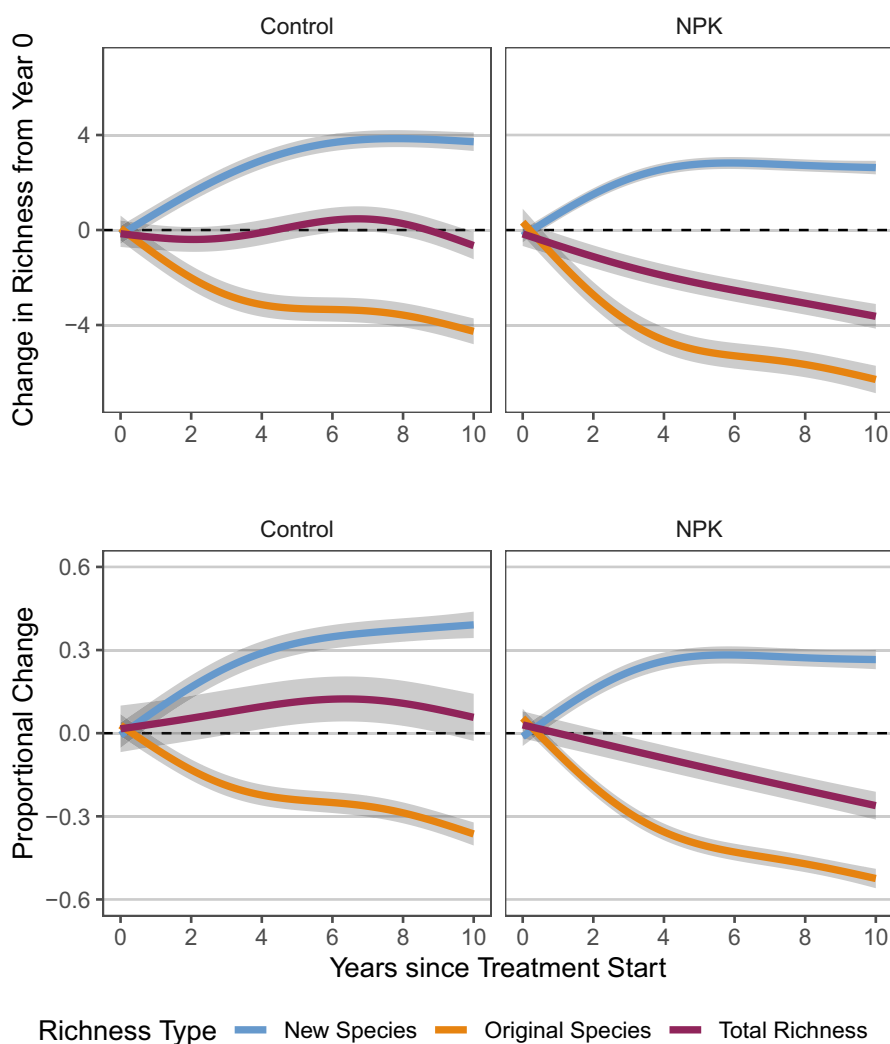 Control NPK
Change in Richness from Year 0
4
0
−4
0 2 4 6 8 10 0 2 4 6 8 10
Control NPK
Proportional Change
0.6
0.3
0.0
−0.3
−0.6
0 2 4 6 8 10 0 2 4 6 8 10
Years since Treatment Start
Richness Type New Species Original Species Total Richness